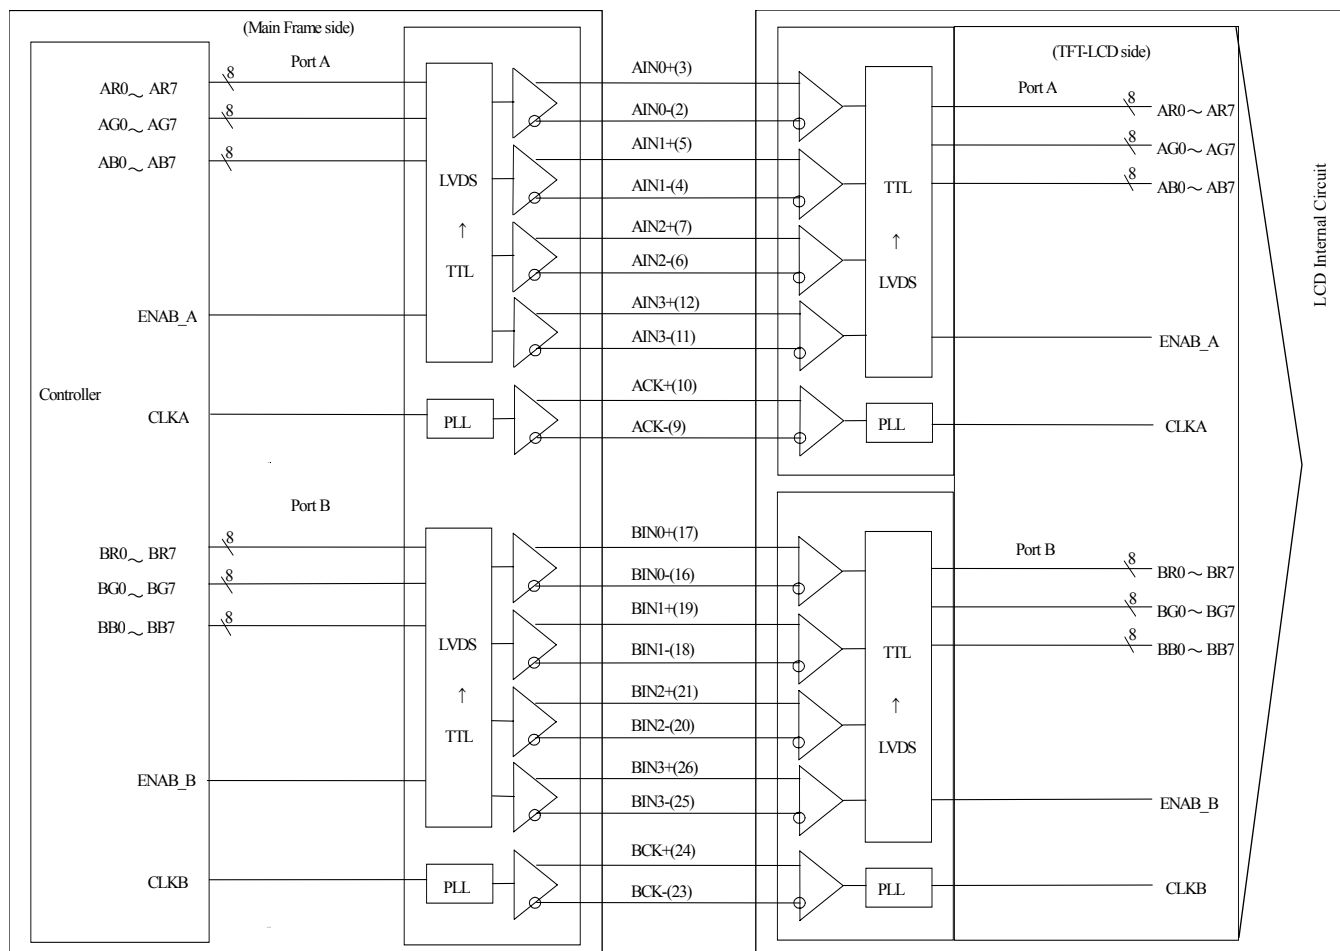 (Main Frame side)
Port A
8
AR0～AR7
8
AG0～AG7
8
AB0～AB7
LVDS
↑
TTL
ENAB_A
Controller
CLKA
PLL
AIN0+(3)
AIN0-(2)
AIN1+(5)
AIN1-(4)
AIN2+(7)
AIN2-(6)
AIN3+(12)
AIN3-(11)
ACK+(10)
ACK-(9)
(TFT-LCD side)
Port A
TTL
↑
LVDS
8
AR0～AR7
AG0～AG7
8
8
AB0～AB7
ENAB_A
PLL
CLKA
LCD Internal Circuit
Port B
8
BR0～BR7
8
BG0～BG7
8
BB0～BB7
LVDS
↑
TTL
ENAB_B
CLKB
PLL
BIN0+(17)
BIN0-(16)
BIN1+(19)
BIN1-(18)
BIN2+(21)
BIN2-(20)
BIN3+(26)
BIN3-(25)
BCK+(24)
BCK-(23)
Port B
TTL
↑
LVDS
8
BR0～BR7
8
BG0～BG7
8
BB0～BB7
ENAB_B
PLL
CLKB